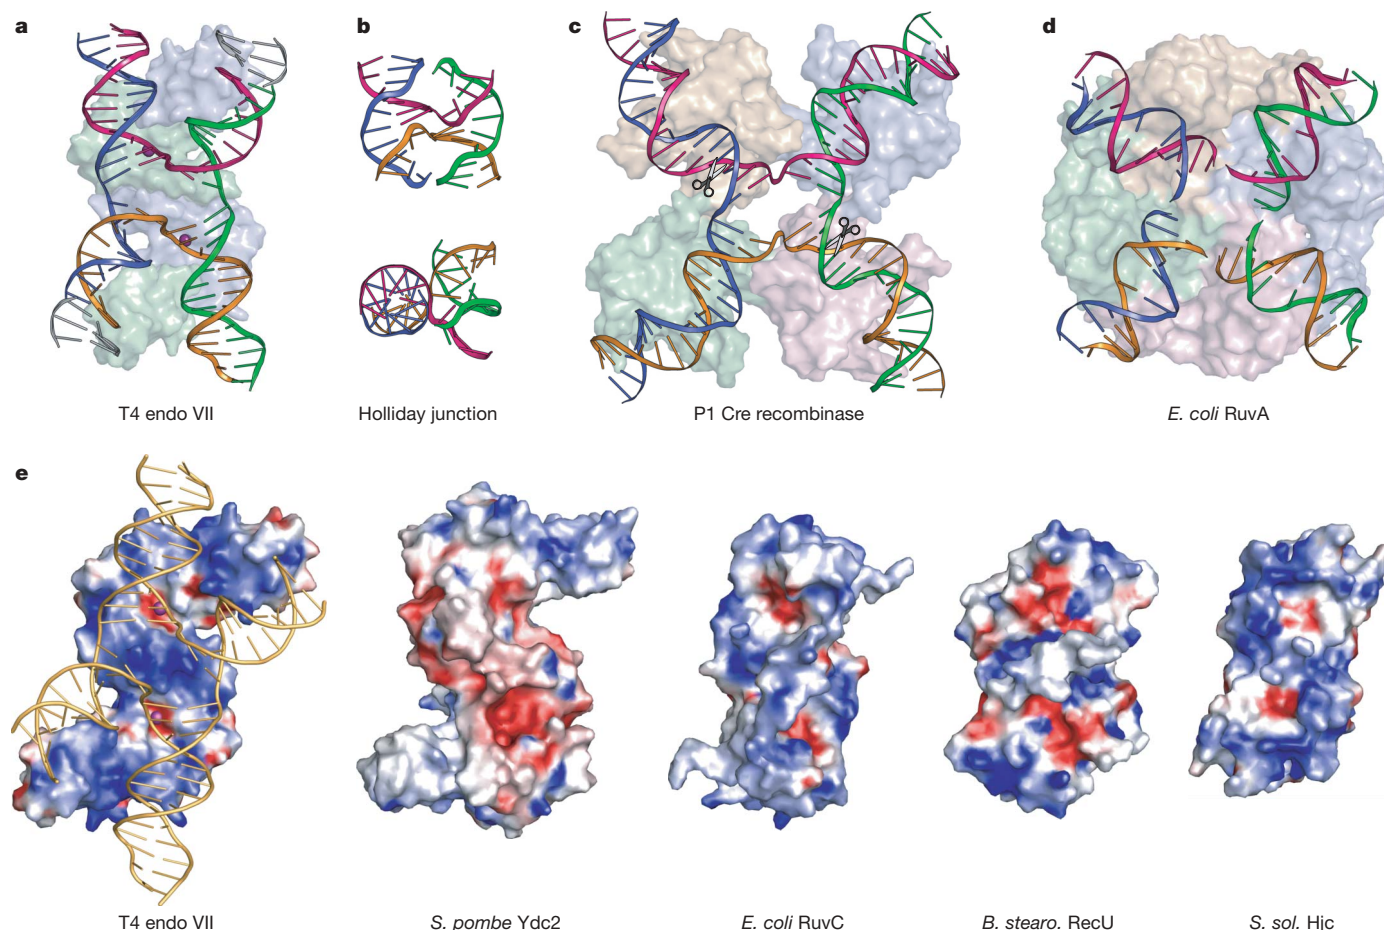 a
b
c
d
T4 endo VII
Holliday junction
P1 Cre recombinase
E. coli RuvA
e
T4 endo VII
S. pombe Ydc2
E. coli RuvC
B. stearo. RecU
S. sol. Hjc